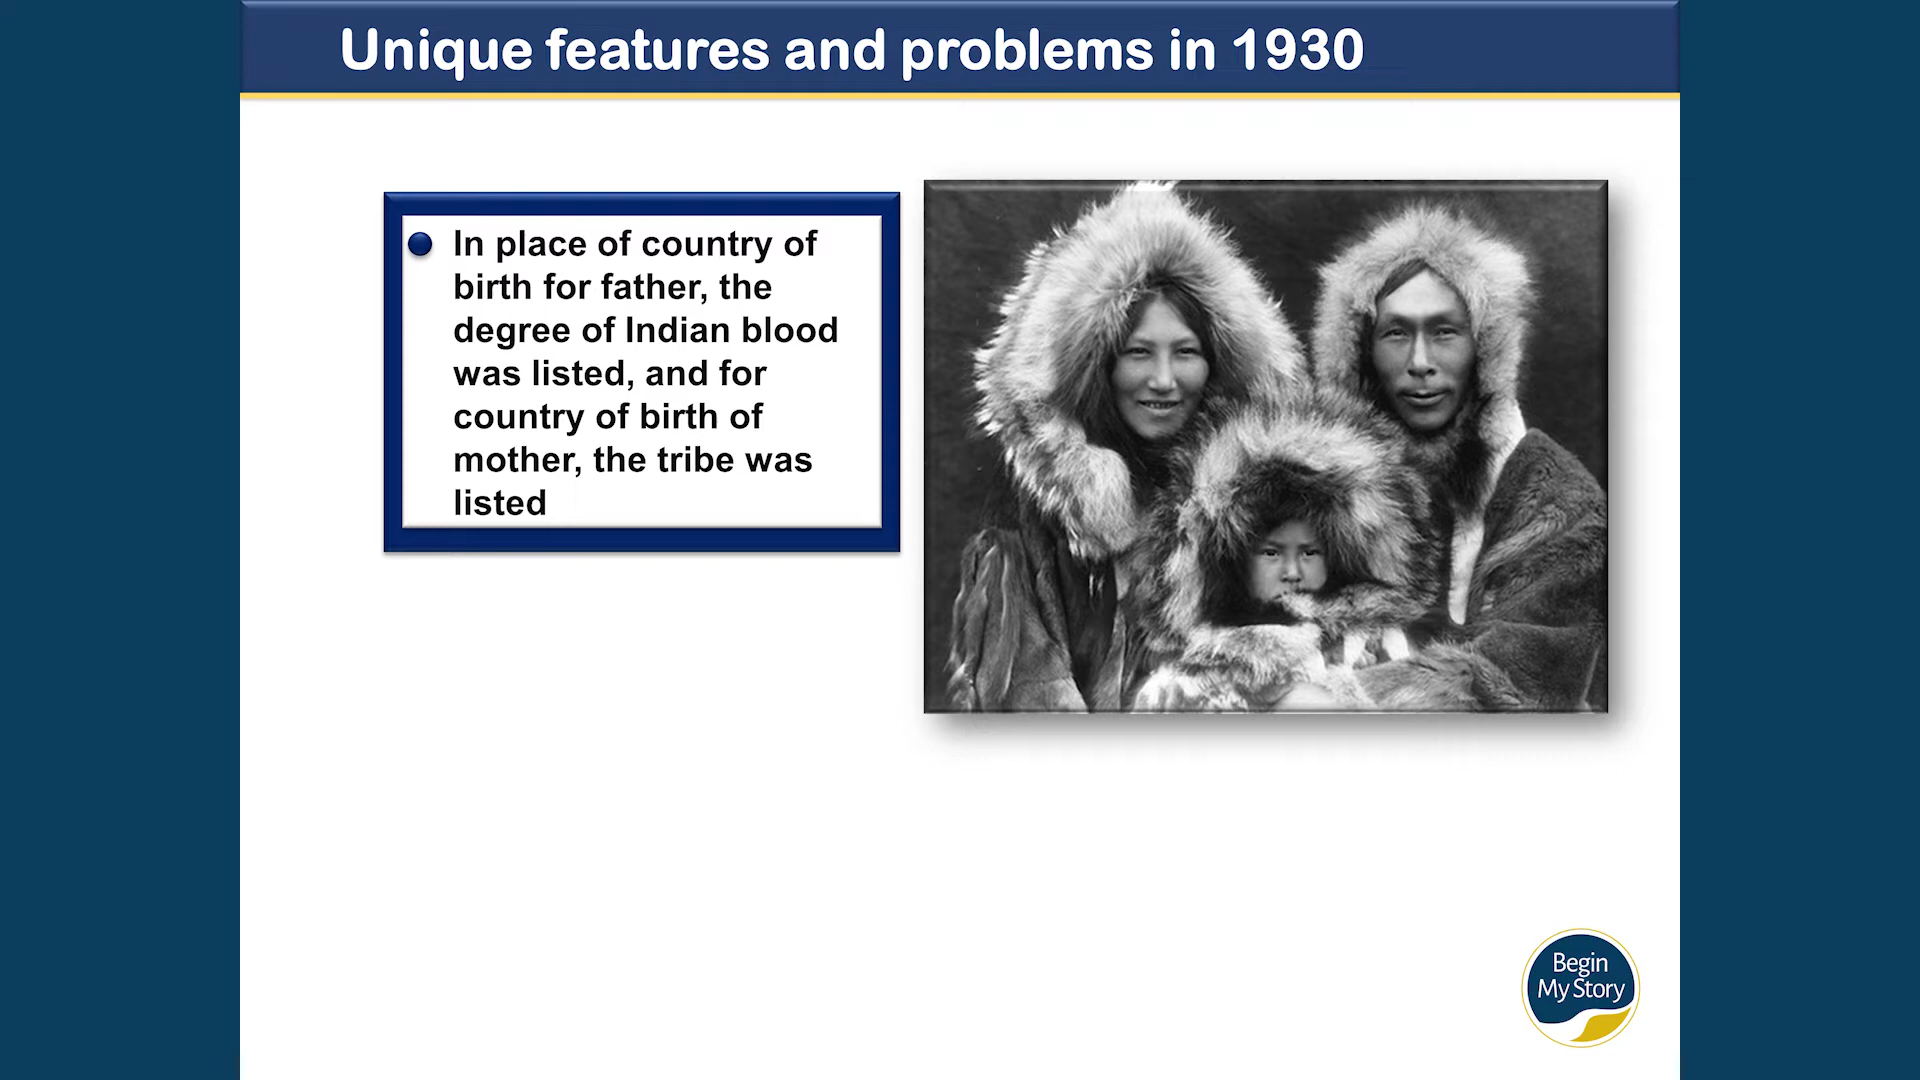 Unique features and problems in 1930
In place of country of
birth for father, the
degree of Indian blood
was listed, and for
country of birth of
mother, the tribe was
listed
Begin
My Story